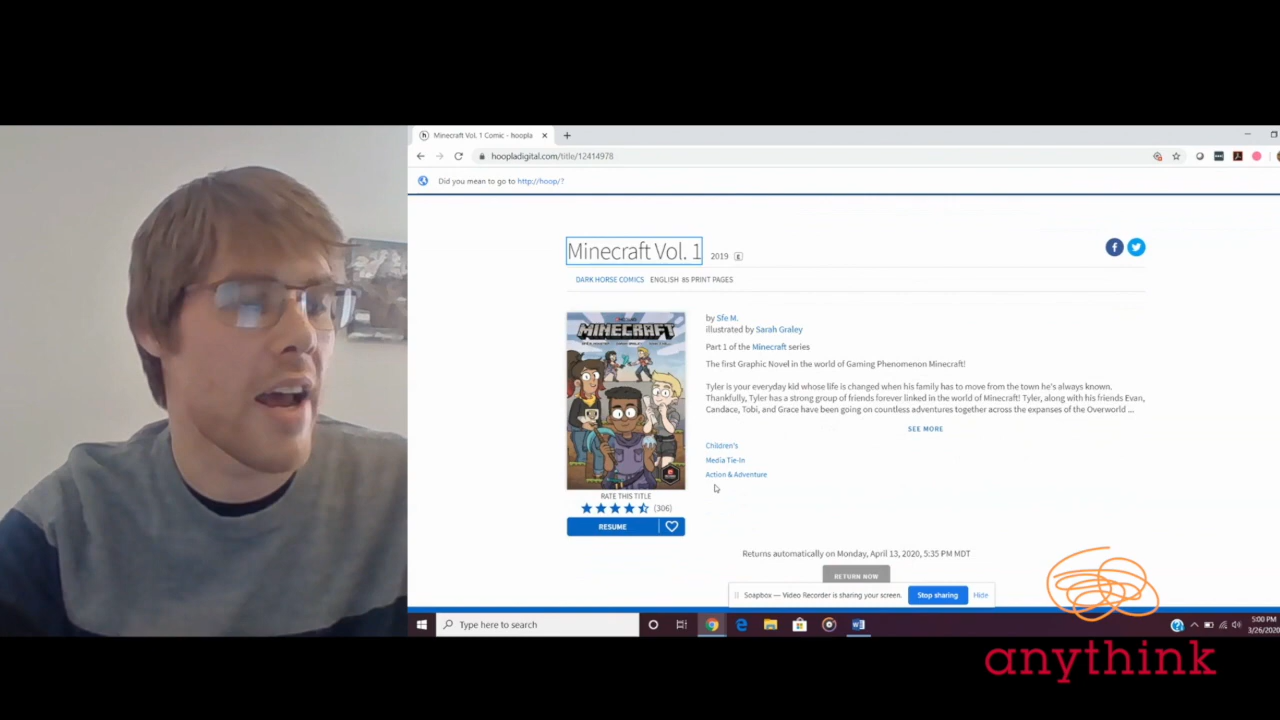 Minecraft Vol. 1 Comic - hoopla
hoopladigital.com/title/12414978
Did you mean to go to http://hoop/?
Minecraft Vol. 1 2019 E
DARK HORSE COMICS ENGLISH 85 PRINT PAGES
MINECRAFT
by Sfe M.
illustrated by Sarah Graley
Part 1 of the Minecraft series
The first Graphic Novel in the world of Gaming Phenomenon Minecraft!
Tyler is your everyday kid whose life is changed when his family has to move from the town he's always known.
Thankfully, Tyler has a strong group of friends forever linked in the world of Minecraft! Tyler, along with his friends Evan,
Candace, Tobi, and Grace have been going on countless adventures together across the expanses of the Overworld ...
SEE MORE
Children's
Media Tie-In
Action & Adventure
RATE THIS TITLE
(306)
RESUME
Returns automatically on Monday, April 13, 2020, 5:35 PM MDT
RETURN NOW
Soapbox — Video Recorder is sharing your screen. Stop sharing Hide
Type here to search
5:00 PM
3/26/2020
anythink